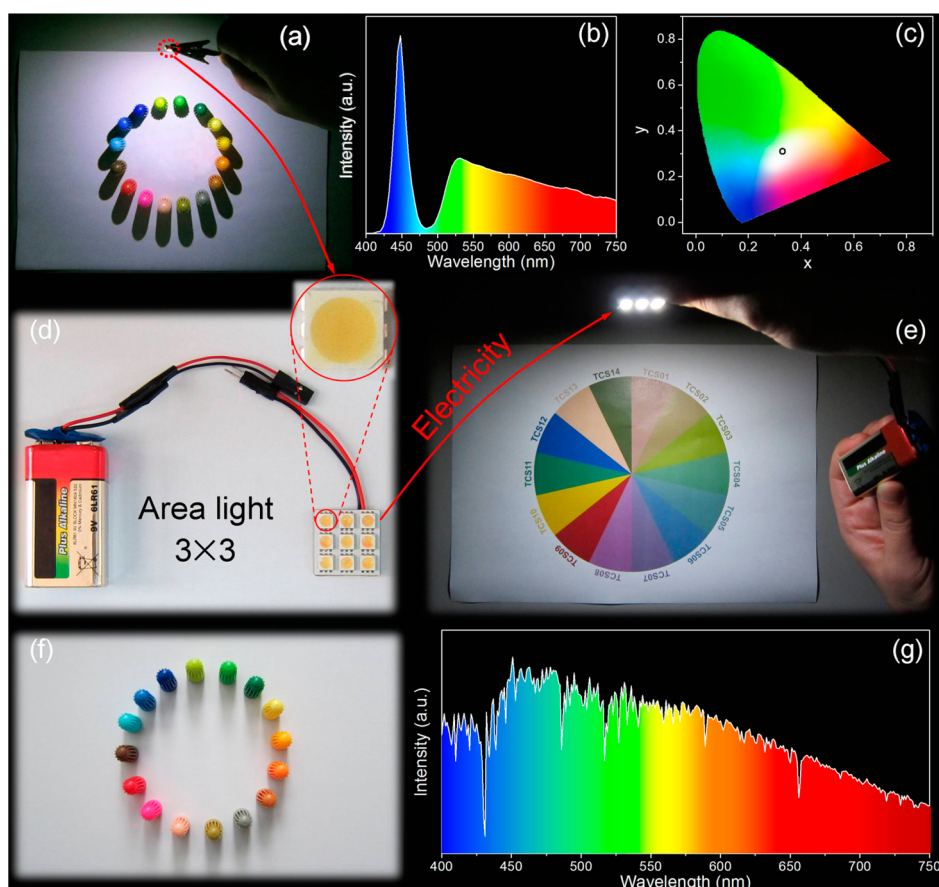 (a)
(b)
Intensity (a.u.)
400 450 500 550 600 650 700 750
Wavelength (nm)
(c)
y
0.8
0.6
0.4
0.2
0.0
0.0 0.2 0.4 0.6 0.8
x
(d)
Plus Alkaline
9V 6LR61
Area light
3×3
Electricity
(e)
TCS01
TCS02
TCS03
TCS04
TCS05
TCS06
TCS07
TCS08
TCS09
TCS10
TCS11
TCS12
TCS13
TCS14
Plus Alkaline
(f)
(g)
Intensity (a.u.)
400 450 500 550 600 650 700 750
Wavelength (nm)